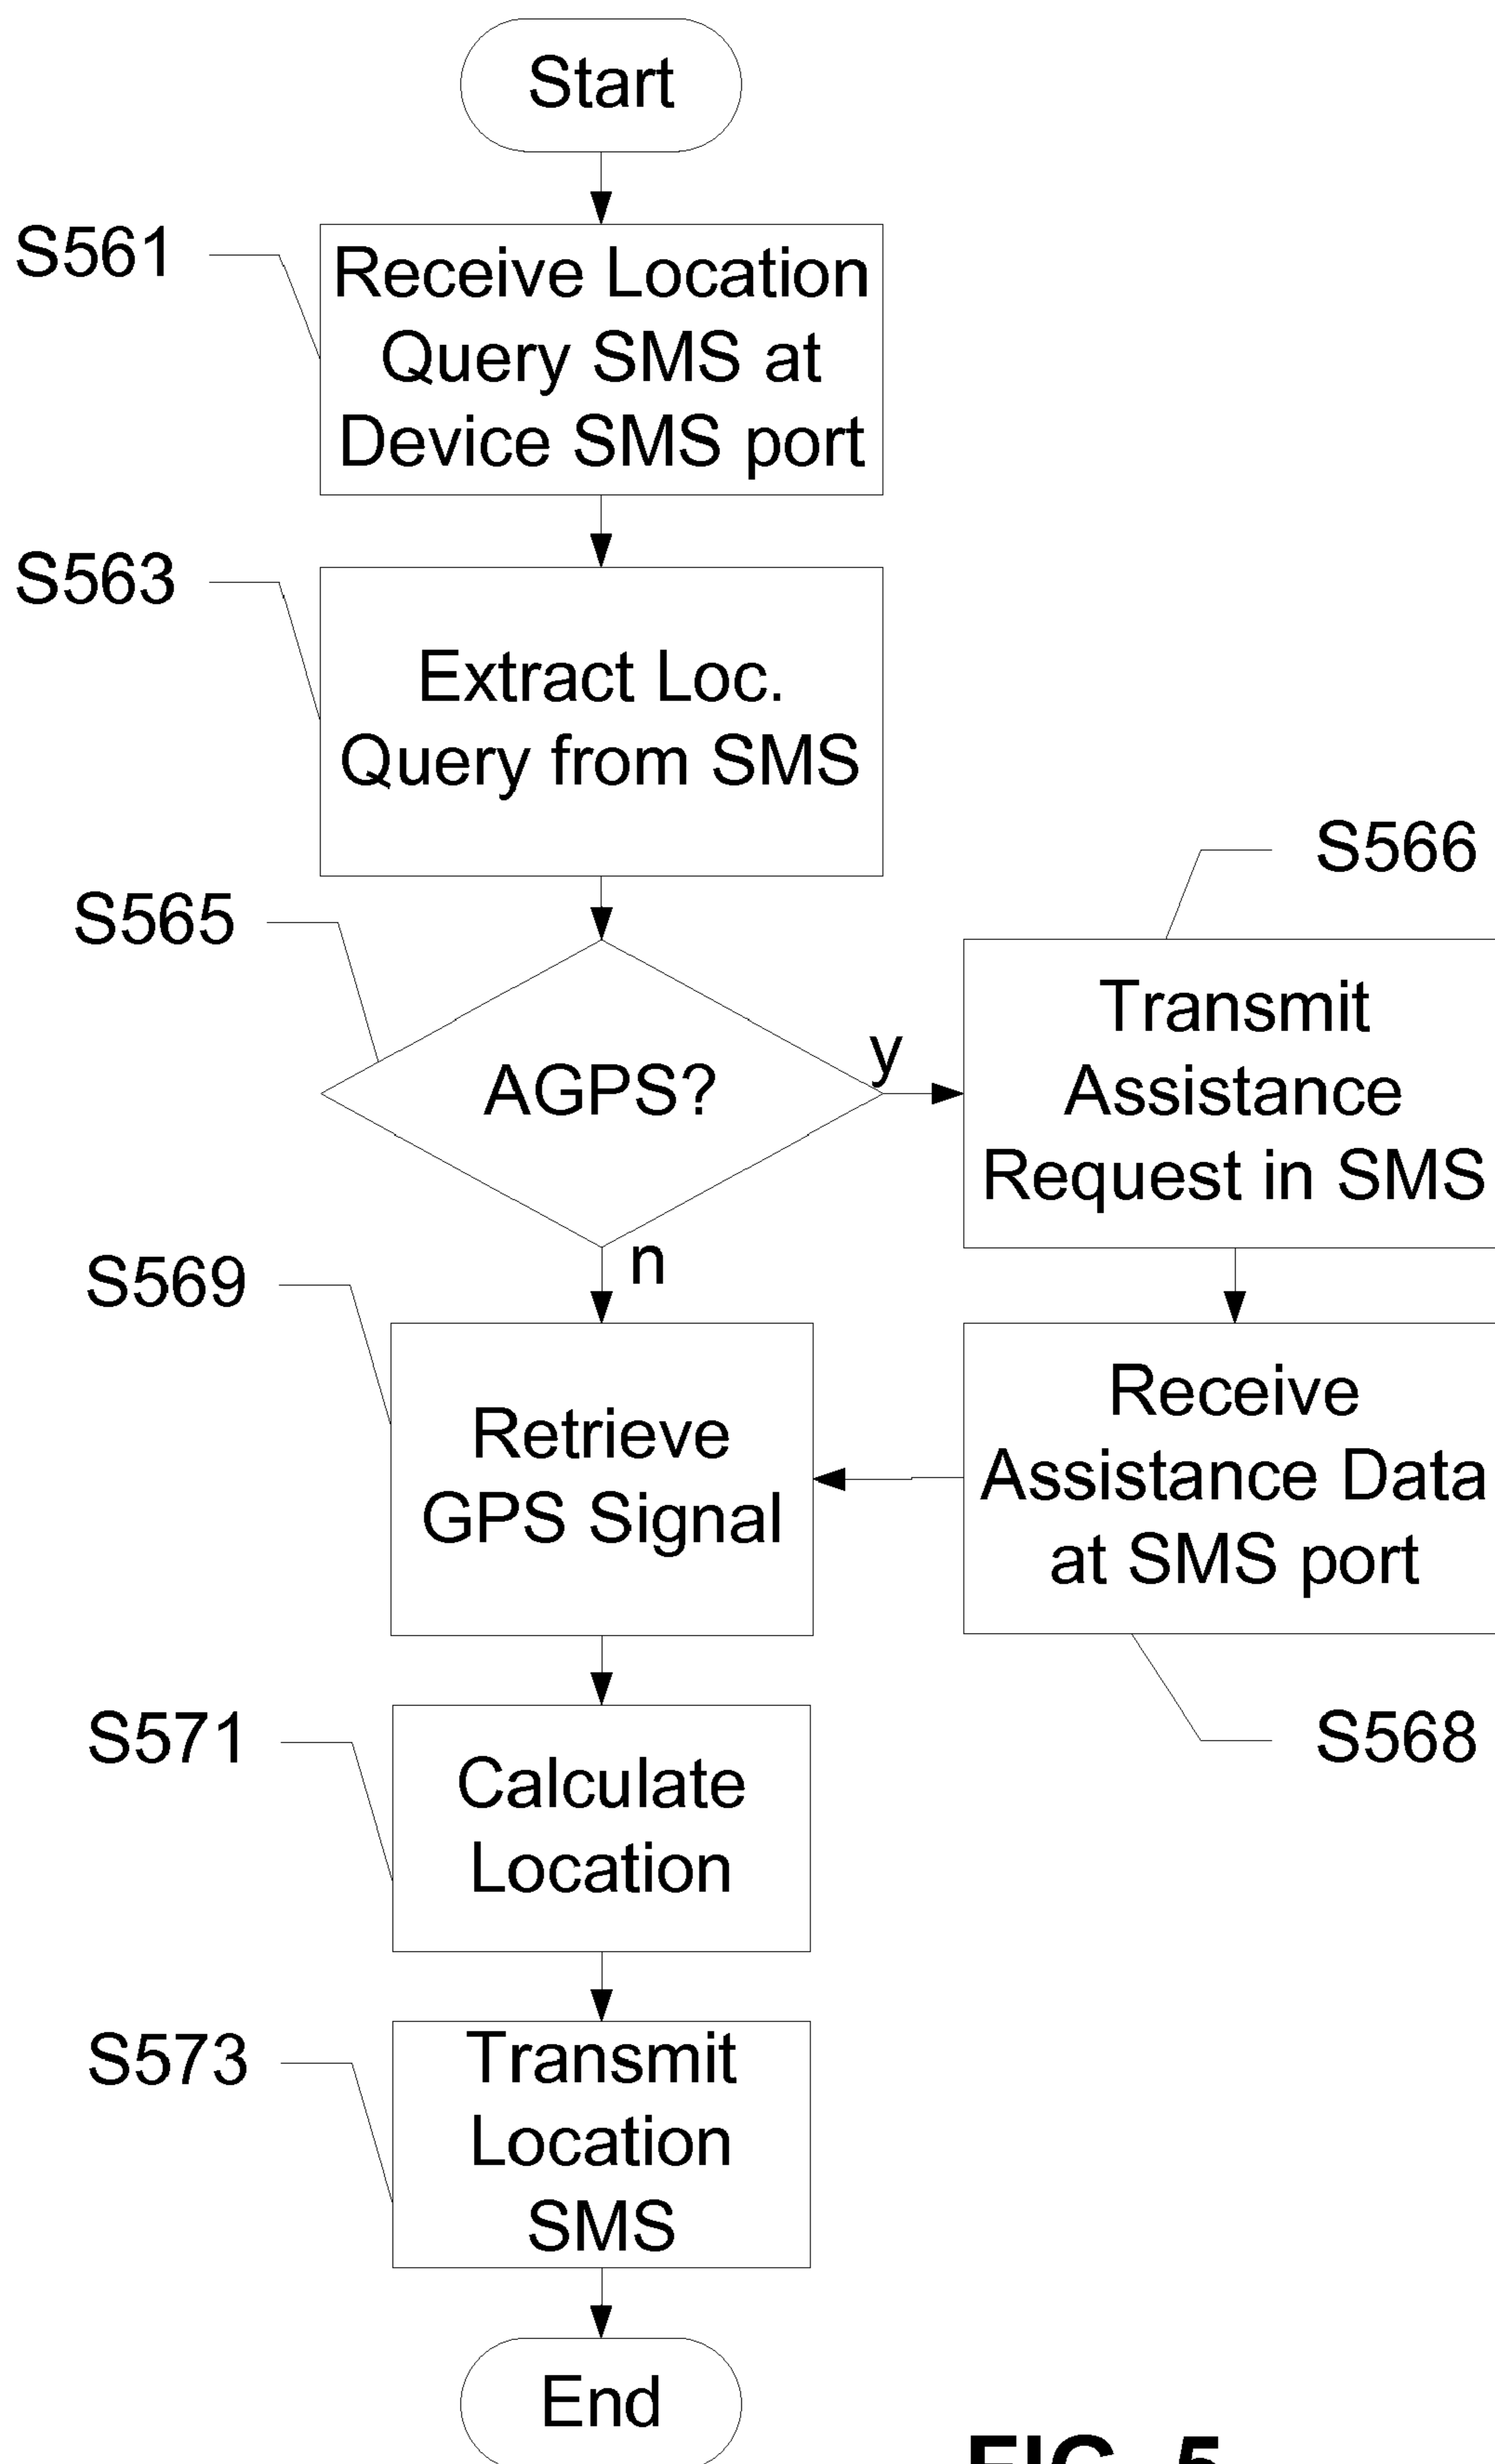 Start
S561
Receive Location
Query SMS at
Device SMS port
S563
Extract Loc.
Query from SMS
S565
AGPS?
y
n
S566
Transmit
Assistance
Request in SMS
S569
Retrieve
GPS Signal
Receive
Assistance Data
at SMS port
S568
S571
Calculate
Location
S573
Transmit
Location
SMS
End
FIG. 5